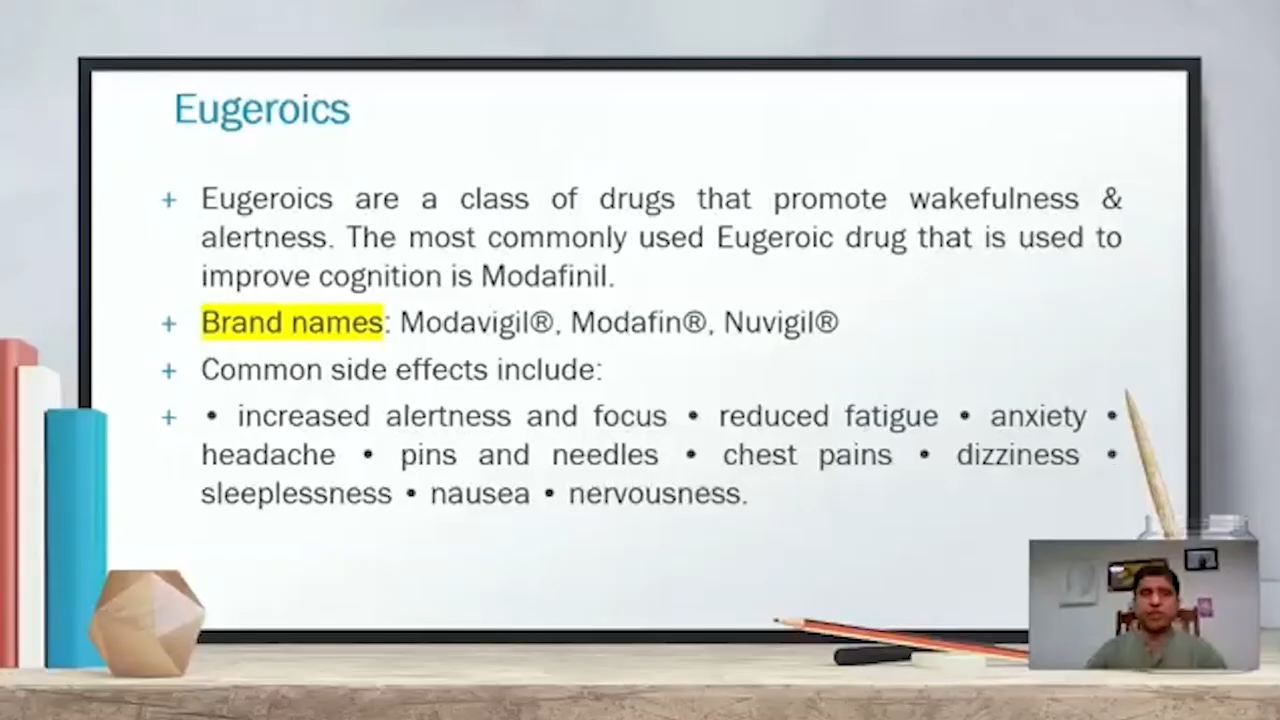 Eugeroics
+ Eugeroics are a class of drugs that promote wakefulness &
alertness. The most commonly used Eugeroic drug that is used to
improve cognition is Modafinil.
+ Brand names: Modavigil®, Modafin®, Nuvigil®
+ Common side effects include:
+ • increased alertness and focus • reduced fatigue • anxiety •
headache • pins and needles • chest pains • dizziness •
sleeplessness • nausea • nervousness.